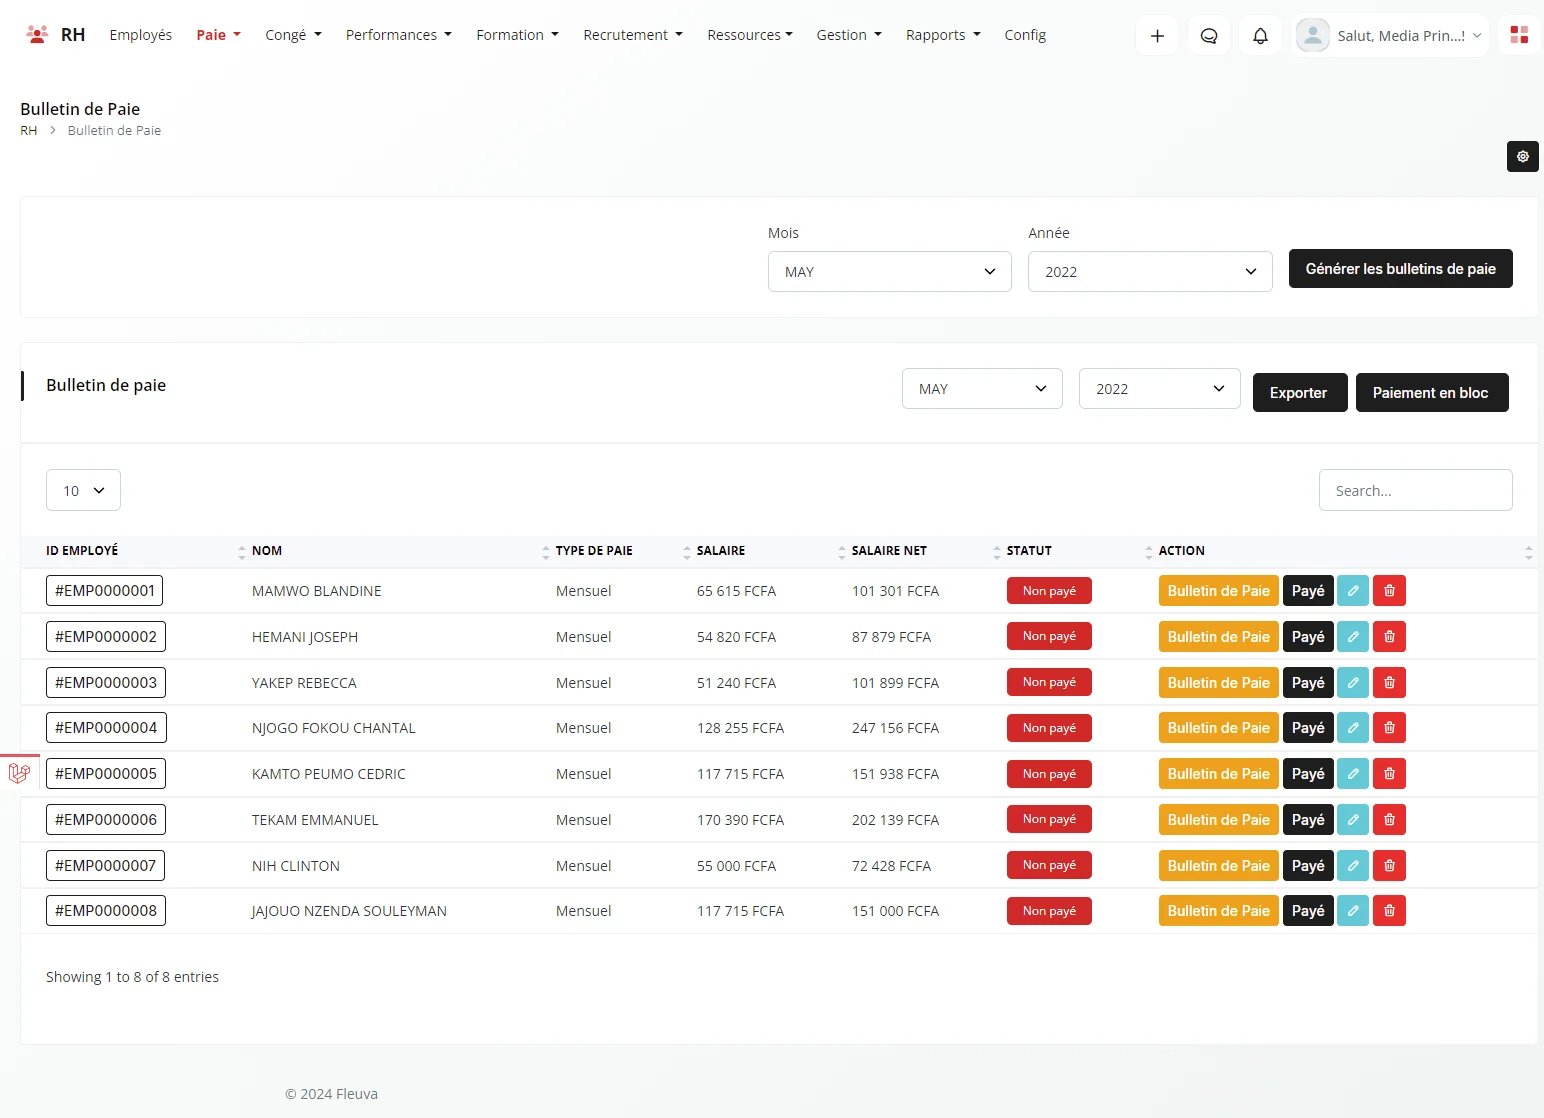 RH Employés Paie Congé Performances Formation Recrutement Ressources Gestion Rapports Config Salut, Media Prin...!
Bulletin de Paie
RH > Bulletin de Paie
Mois Année
MAY 2022 Générer les bulletins de paie
Bulletin de paie MAY 2022 Exporter Paiement en bloc
10 Search...
ID EMPLOYÉ NOM TYPE DE PAIE SALAIRE SALAIRE NET STATUT ACTION
#EMP0000001 MAMWO BLANDINE Mensuel 65 615 FCFA 101 301 FCFA Non payé Bulletin de Paie Payé
#EMP0000002 HEMANI JOSEPH Mensuel 54 820 FCFA 87 879 FCFA Non payé Bulletin de Paie Payé
#EMP0000003 YAKEP REBECCA Mensuel 51 240 FCFA 101 899 FCFA Non payé Bulletin de Paie Payé
#EMP0000004 NJOGO FOKOU CHANTAL Mensuel 128 255 FCFA 247 156 FCFA Non payé Bulletin de Paie Payé
#EMP0000005 KAMTO PEUMO CEDRIC Mensuel 117 715 FCFA 151 938 FCFA Non payé Bulletin de Paie Payé
#EMP0000006 TEKAM EMMANUEL Mensuel 170 390 FCFA 202 139 FCFA Non payé Bulletin de Paie Payé
#EMP0000007 NIH CLINTON Mensuel 55 000 FCFA 72 428 FCFA Non payé Bulletin de Paie Payé
#EMP0000008 JAJOUO NZENDA SOULEYMAN Mensuel 117 715 FCFA 151 000 FCFA Non payé Bulletin de Paie Payé
Showing 1 to 8 of 8 entries
© 2024 Fleuva